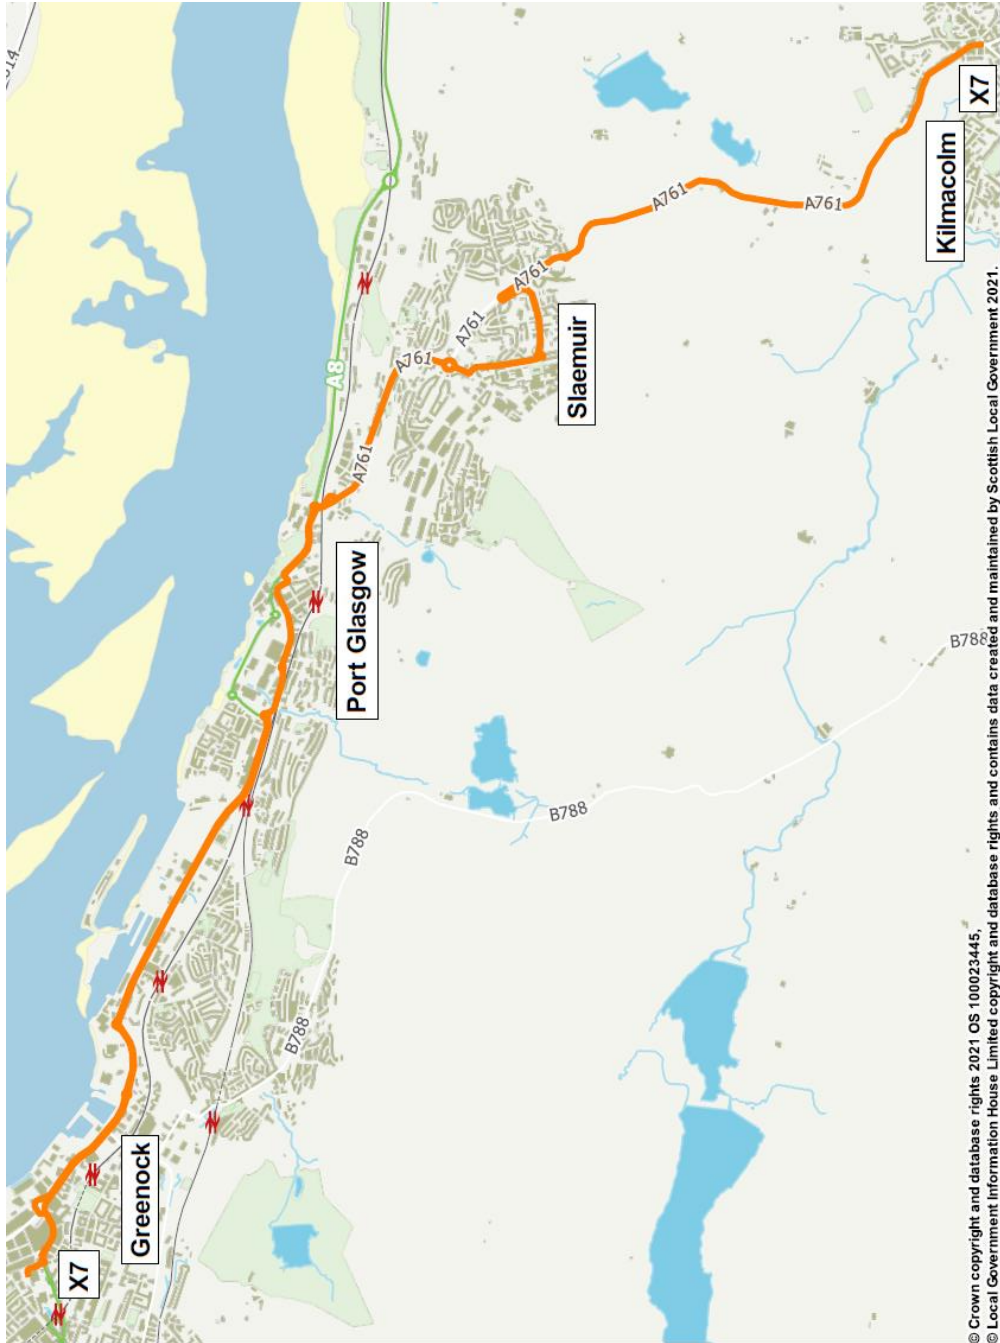 X7
Greenock
B788
B788
B788
B788
Port Glasgow
A8
A761
A761
A761
A761
A761
A761
Slaemuir
Kilmacolm
X7
© Crown copyright and database rights 2021 OS 100023445,
© Local Government Information House Limited copyright and database rights and contains data created and maintained by Scottish Local Government 2021.